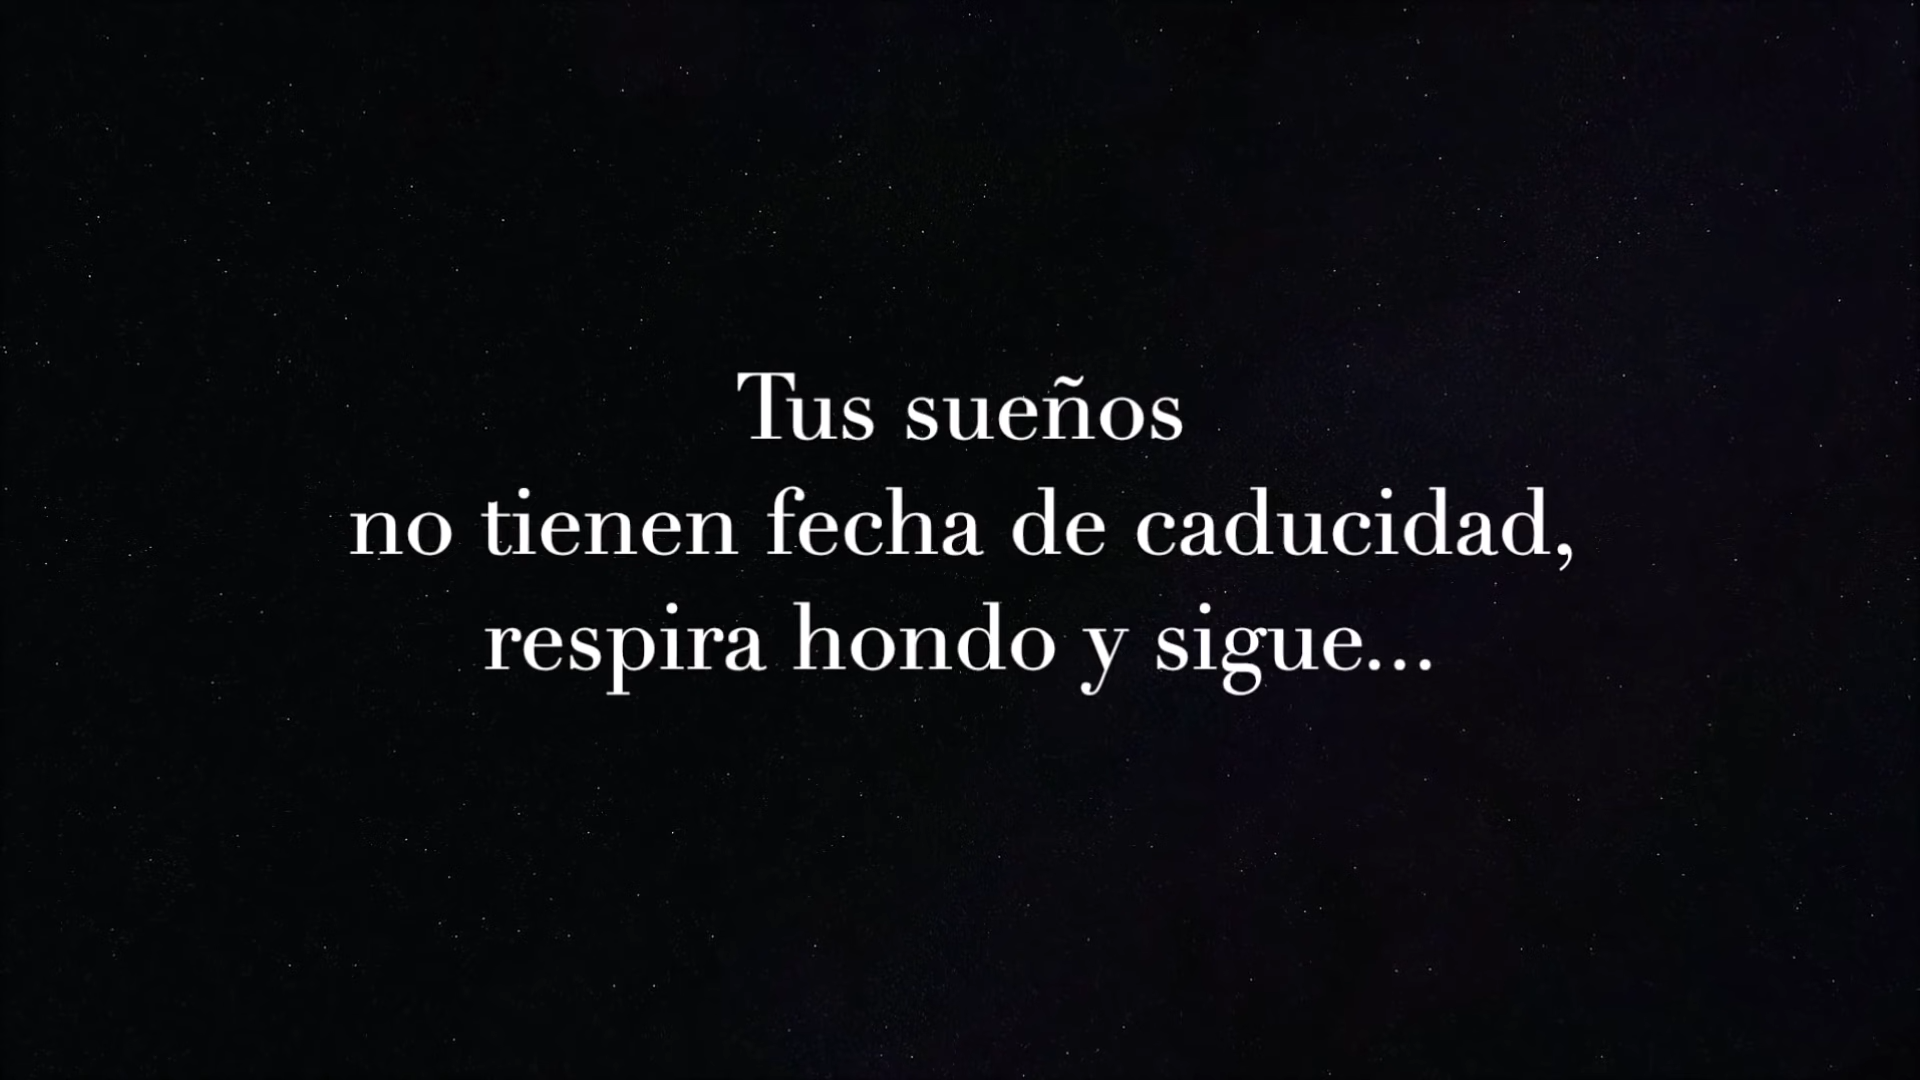 Tus sueños
no tienen fecha de caducidad,
respira hondo y sigue...